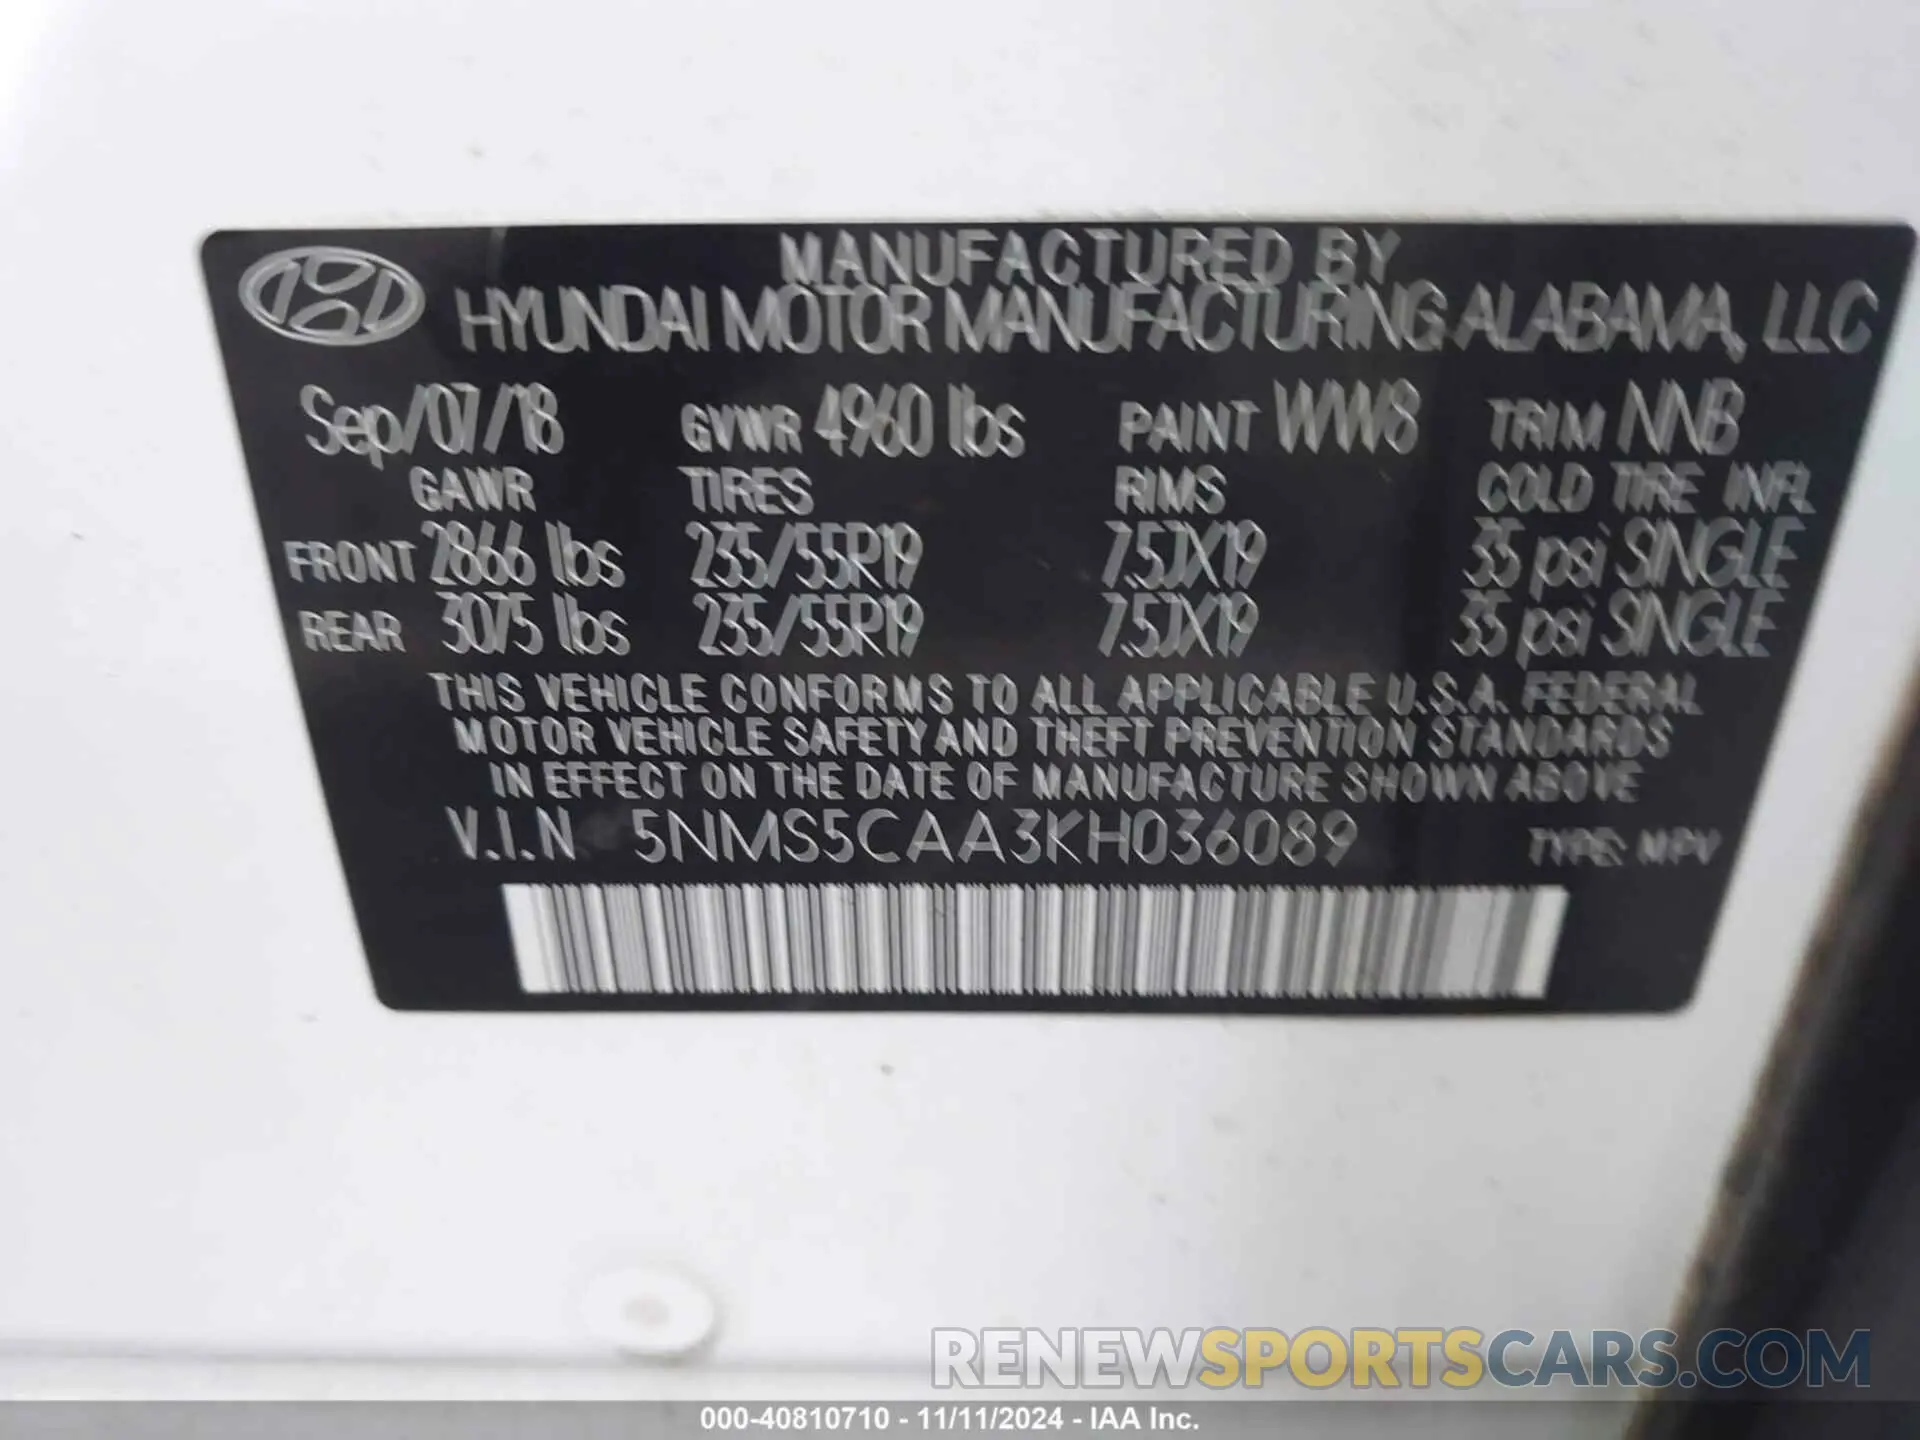 MANUFACTURED BY
HYUNDAI MOTOR MANUFACTURING ALABAMA, LLC
Sep/07/18 GVWR 4960 lbs PAINT WW8 TRIM NNB
GAWR TIRES RIMS COLD TIRE INFL
FRONT 2866 lbs 235/55R19 7.5JX19 35 psi SINGLE
REAR 3075 lbs 235/55R19 7.5JX19 35 psi SINGLE
THIS VEHICLE CONFORMS TO ALL APPLICABLE U.S.A. FEDERAL
MOTOR VEHICLE SAFETY AND THEFT PREVENTION STANDARDS
IN EFFECT ON THE DATE OF MANUFACTURE SHOWN ABOVE
V.I.N 5NMS5CAA3KH036089 TYPE: MPV
RENEWSPORTSCARS.COM
000-40810710 - 11/11/2024 - IAA Inc.